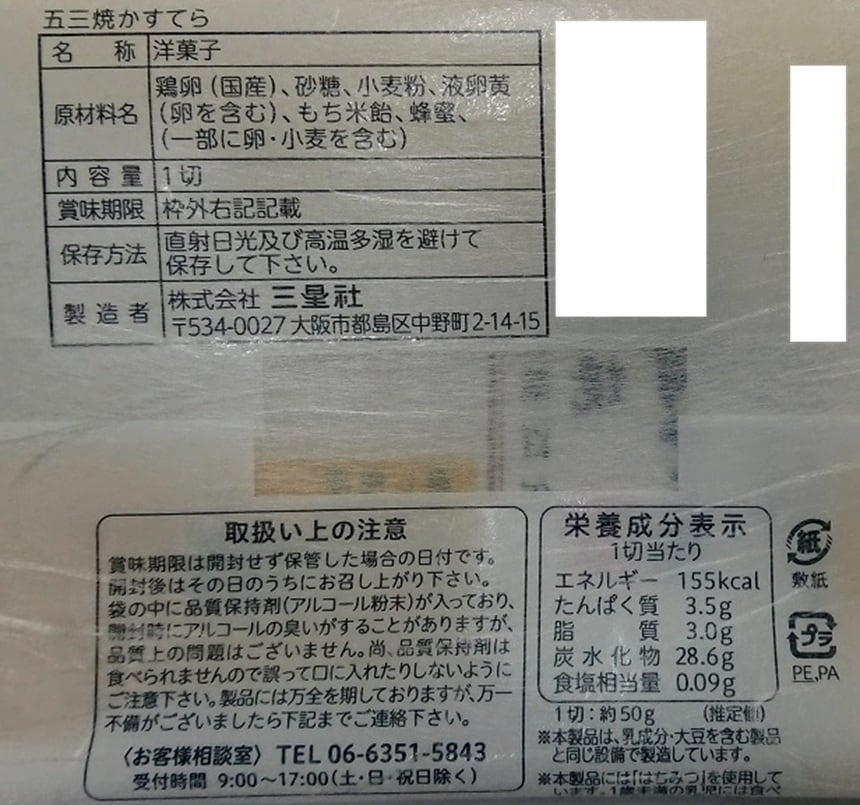 五三焼かすてら
名 称 洋菓子
原材料名 鶏卵(国産)、砂糖、小麦粉、液卵黄
(卵を含む)、もち米飴、蜂蜜、
(一部に卵・小麦を含む)
内容量 1切
賞味期限 枠外右記記載
保存方法 直射日光及び高温多湿を避けて
保存して下さい。
製造者 株式会社 三星社
〒534-0027 大阪市都島区中野町2-14-15
取扱い上の注意
賞味期限は開封せず保管した場合の日付です。
開封後はその日のうちにお召し上がり下さい。
袋の中に品質保持剤(アルコール粉末)が入っており、
開封時にアルコールの臭いがすることがありますが、
品質上の問題はございません。尚、品質保持剤は
食べられませんので誤って口に入れたりしないように
ご注意下さい。製品には万全を期しておりますが、万一
不備がございましたら下記までご連絡下さい。
〈お客様相談室〉 TEL 06-6351-5843
受付時間 9:00〜17:00(土・日・祝日除く)
栄養成分表示
1切当たり
エネルギー 155kcal
たんぱく質 3.5g
脂質 3.0g
炭水化物 28.6g
食塩相当量 0.09g
1切:約50g (推定値)
※本製品は、乳成分・大豆を含む製品
と同じ設備で製造しています。
※本製品には「はちみつ」を使用して
います。1歳未満の乳児には食べ
紙
敷紙
プラ
PE,PA